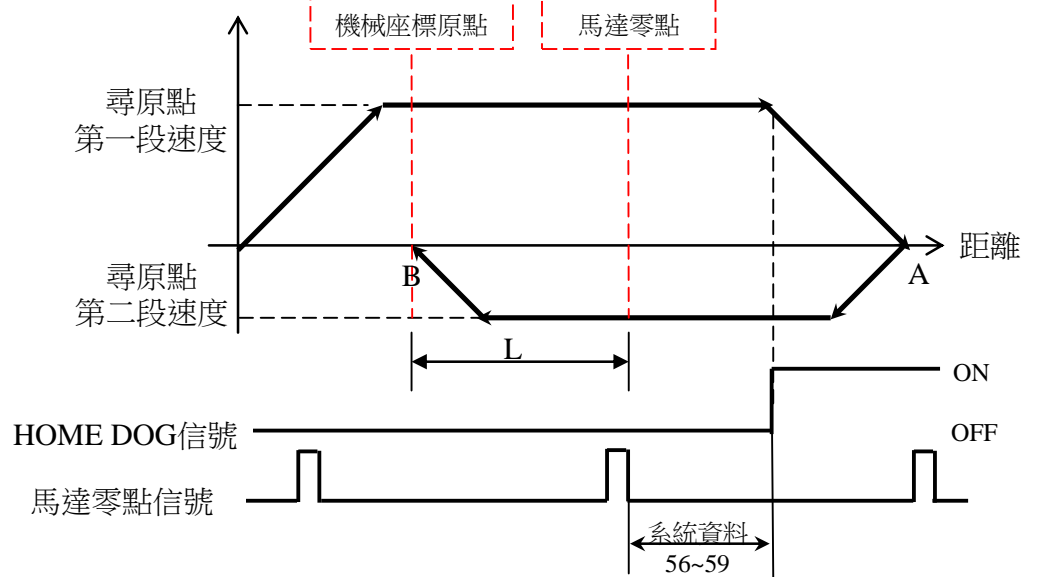 機械座標原點
馬達零點
尋原點
第一段速度
距離
A
B
尋原點
第二段速度
L
ON
HOME DOG信號
OFF
馬達零點信號
系統資料
56~59